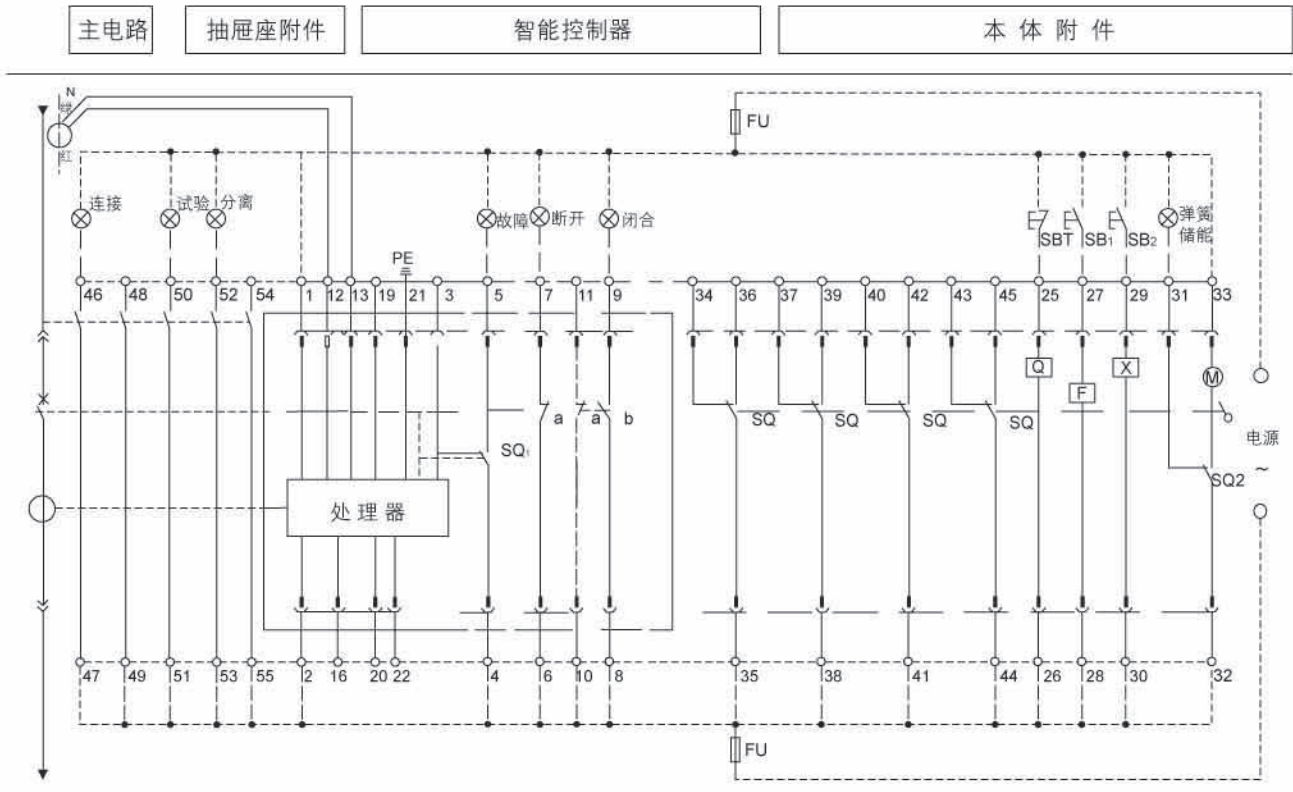 主电路 抽屉座附件 智能控制器 本体附件
N
绿
红
FU
连接 试验 分离 故障 断开 闭合 SBT SB1 SB2 弹簧
储能
PE
46 48 50 52 54 1 12 13 19 21 3 5 7 11 9 34 36 37 39 40 42 43 45 25 27 29 31 33
Q X M
F
a a b SQ SQ SQ SQ
SQ1 电源
SQ2 ~
处理器
47 49 51 53 55 2 16 20 22 4 6 10 8 35 38 41 44 26 28 30 32
FU